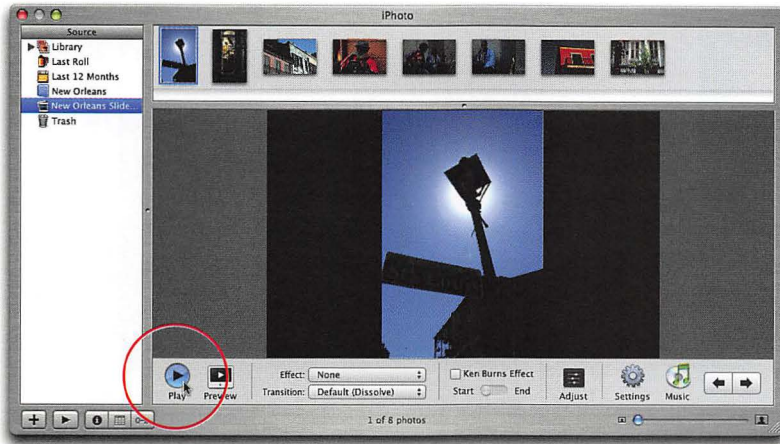 iPhoto
Source
Library
Last Roll
Last 12 Months
New Orleans
New Orleans Slide...
Trash
Play
Preview
Effect: None
Transition: Default (Dissolve)
Ken Burns Effect
Start End
Adjust
Settings
Music
1 of 8 photos